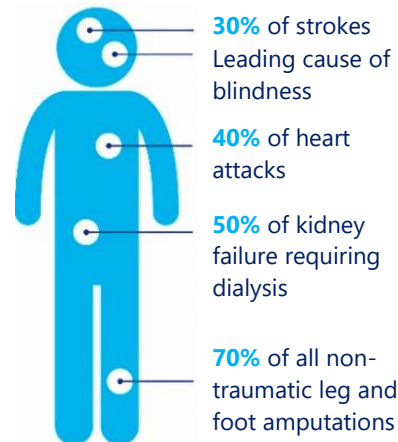 30% of strokes
Leading cause of
blindness
40% of heart
attacks
50% of kidney
failure requiring
dialysis
70% of all non-
traumatic leg and
foot amputations